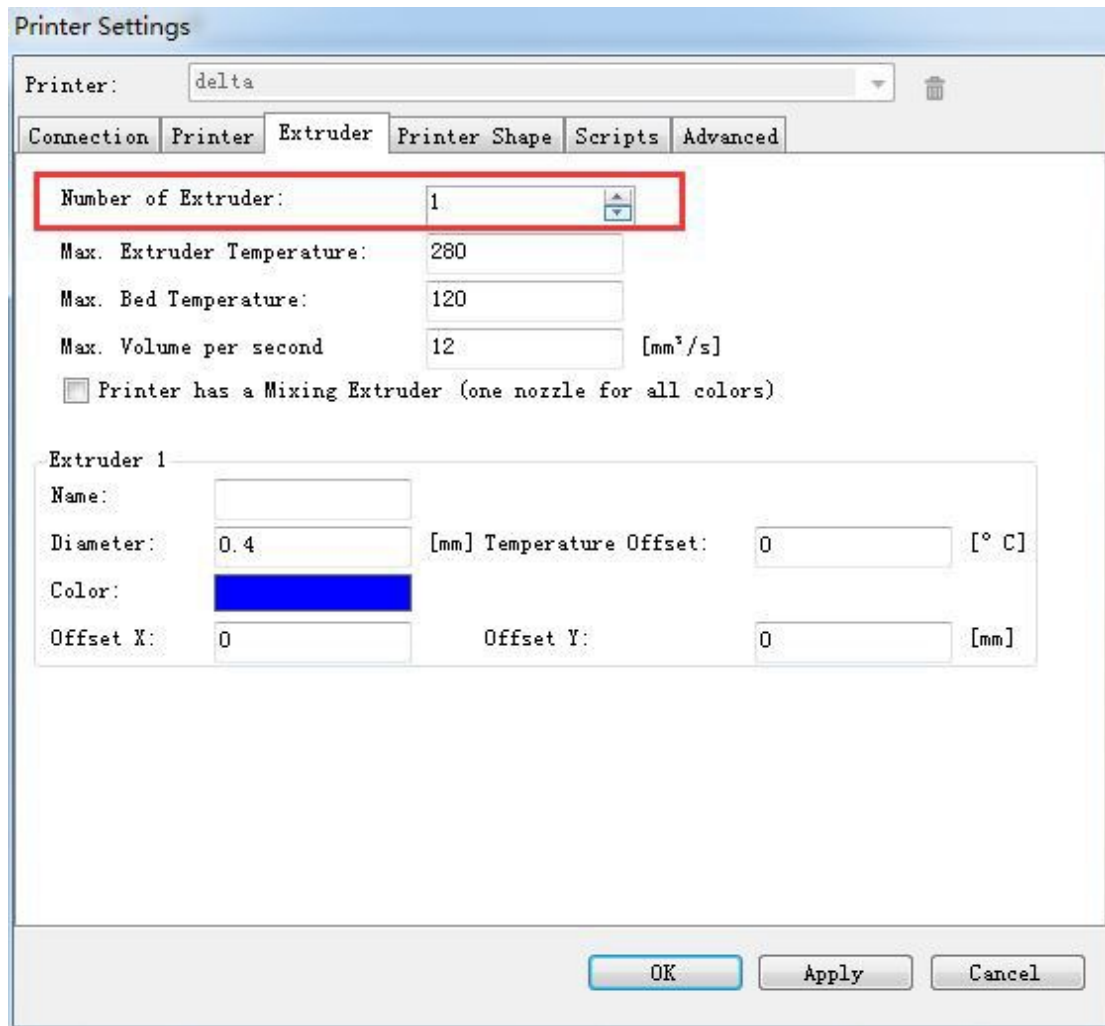 Printer Settings
Printer: delta
Connection Printer Extruder Printer Shape Scripts Advanced
Number of Extruder: 1
Max. Extruder Temperature: 280
Max. Bed Temperature: 120
Max. Volume per second 12 [mm³/s]
Printer has a Mixing Extruder (one nozzle for all colors)
Extruder 1
Name:
Diameter: 0.4 [mm] Temperature Offset: 0 [° C]
Color:
Offset X: 0 Offset Y: 0 [mm]
OK Apply Cancel